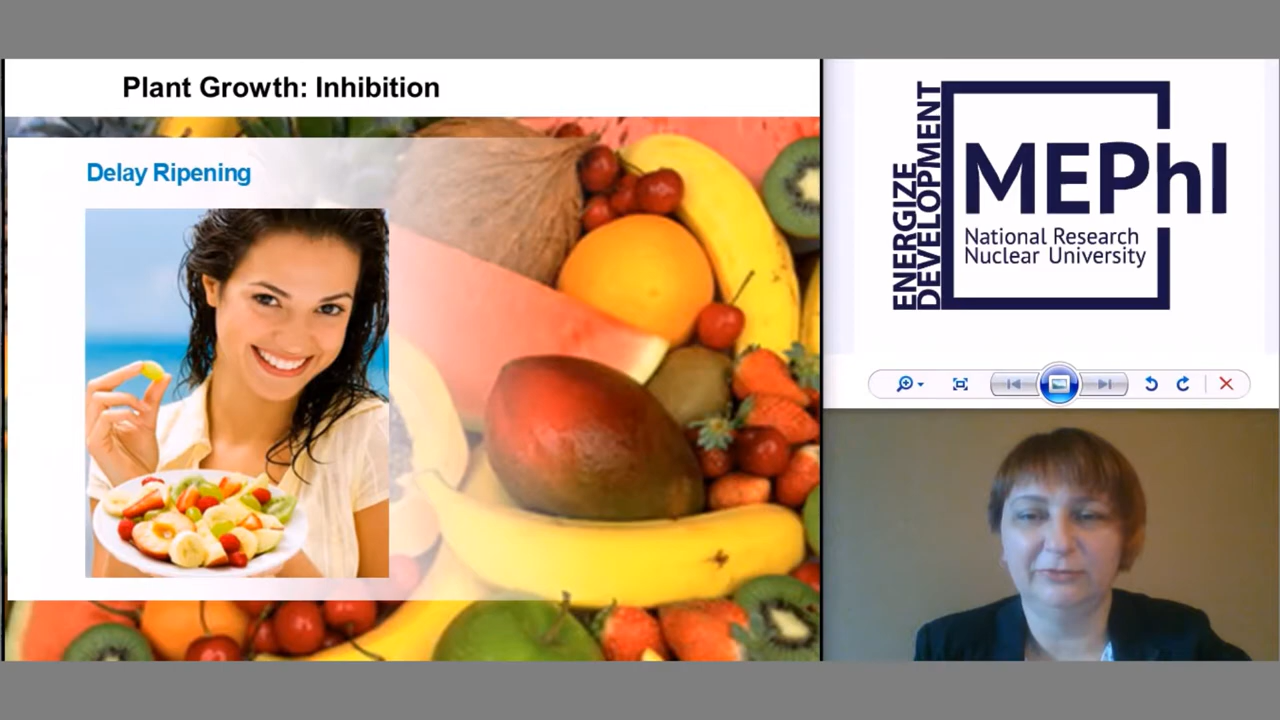 Plant Growth: Inhibition
Delay Ripening
ENERGIZE
DEVELOPMENT
MEPhI
National Research
Nuclear University